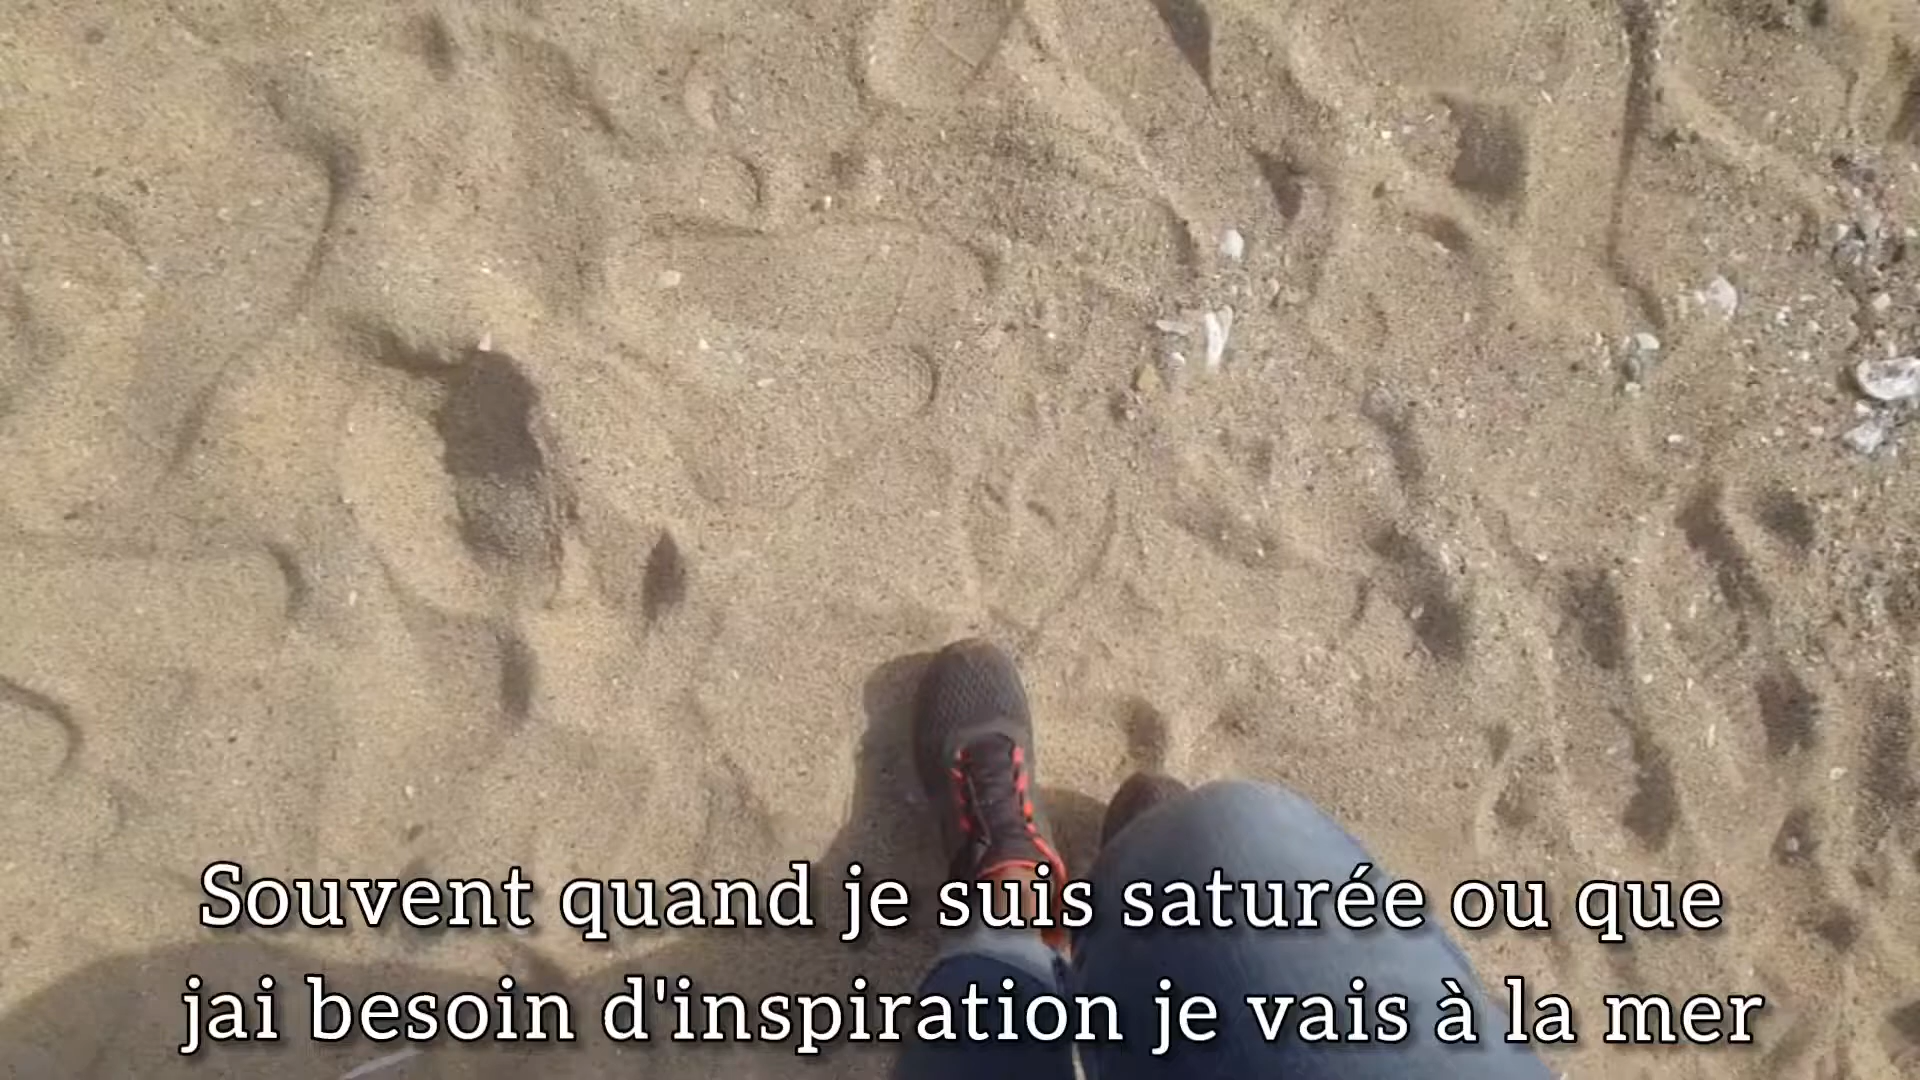 Souvent quand je suis saturée ou que
jai besoin d'inspiration je vais à la mer